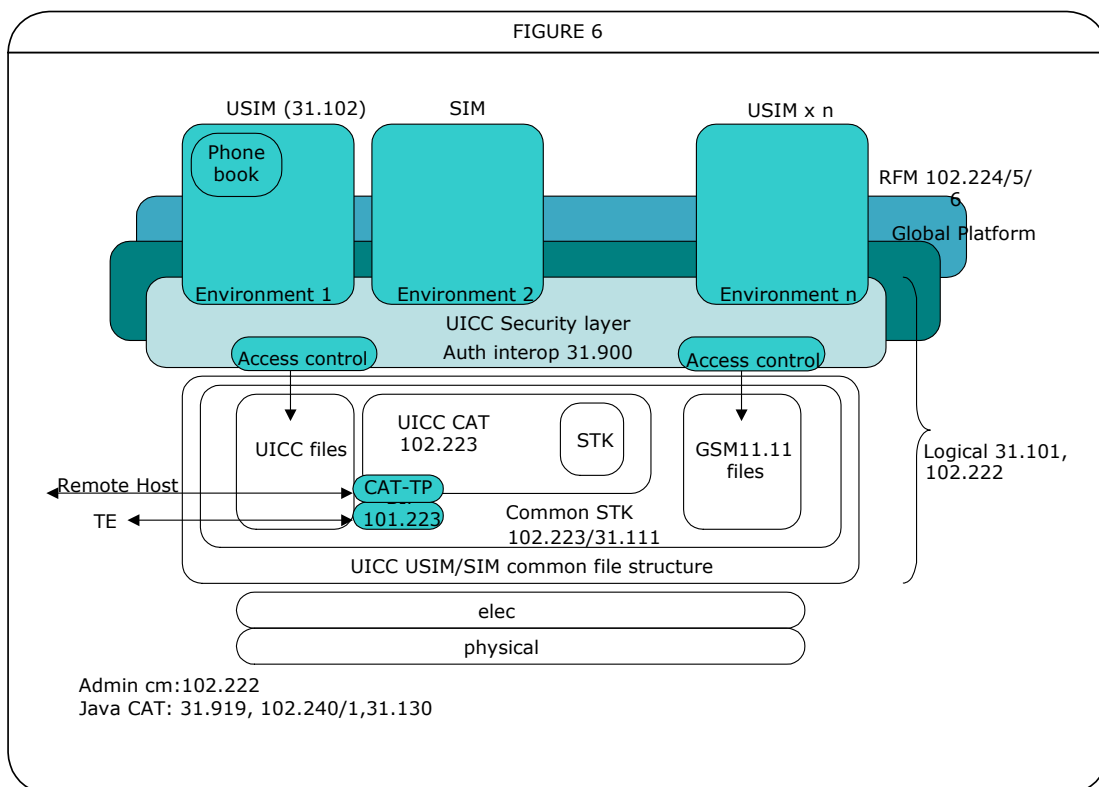 FIGURE 6
USIM (31.102)
SIM
USIM x n
Phone
book
RFM 102.224/5/
6
Global Platform
Environment 1
Environment 2
Environment n
UICC Security layer
Auth interop 31.900
Access control
Access control
UICC files
UICC CAT
102.223
STK
GSM11.11
files
Logical 31.101,
102.222
Remote Host
CAT-TP
TE
101.223
Common STK
102.223/31.111
UICC USIM/SIM common file structure
elec
physical
Admin cm:102.222
Java CAT: 31.919, 102.240/1,31.130